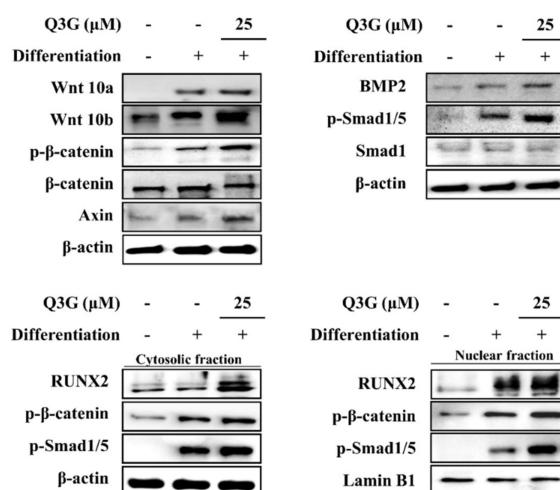 Q3G (µM) - - 25
Differentiation - + +
Wnt 10a
Wnt 10b
p-β-catenin
β-catenin
Axin
β-actin
Q3G (µM) - - 25
Differentiation - + +
BMP2
p-Smad1/5
Smad1
β-actin
Q3G (µM) - - 25
Differentiation - + +
Cytosolic fraction
RUNX2
p-β-catenin
p-Smad1/5
β-actin
Q3G (µM) - - 25
Differentiation - + +
Nuclear fraction
RUNX2
p-β-catenin
p-Smad1/5
Lamin B1